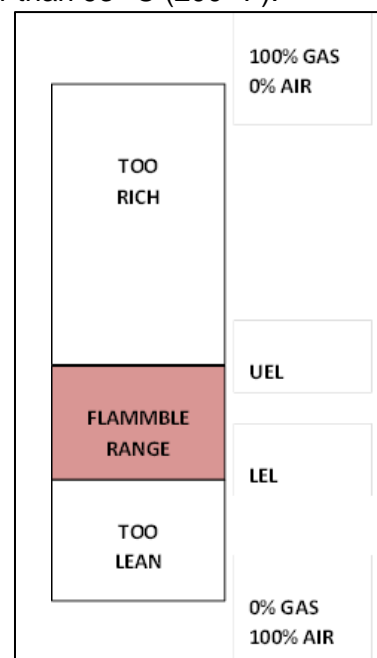 100% GAS
0% AIR
TOO
RICH
UEL
FLAMMBLE
RANGE
LEL
TOO
LEAN
0% GAS
100% AIR